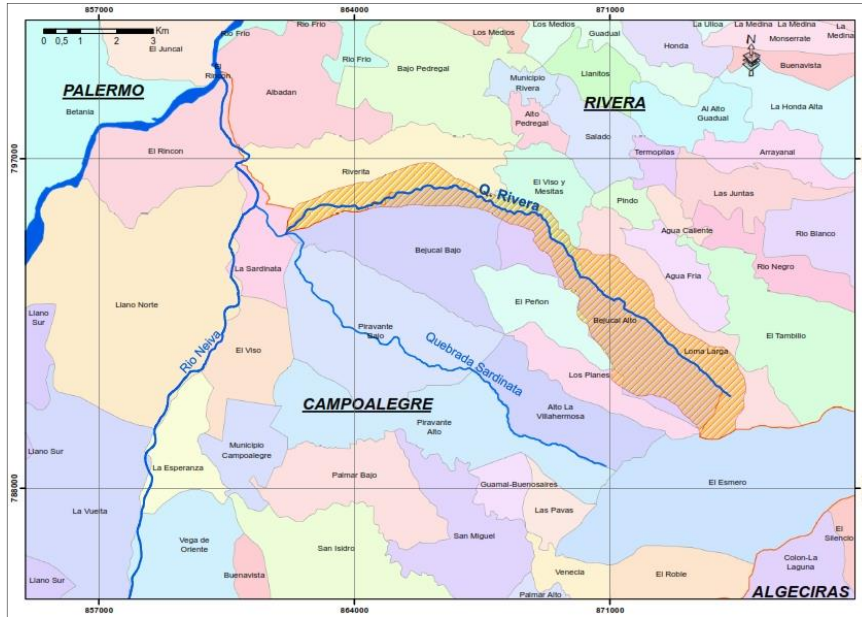 857000
864000
871000
0 0,5 1 2 3 Km
El Juncal
Rio Frio
Rio Frio
El Rincon
Rio Frio
Los Medios
Los Medios
Guadual
La Ulloa
La Medina
La Medina
La Medina
Honda
Monserrate
Buenavista
N
PALERMO
Betania
Albadan
Bajo Pedregal
Municipio Rivera
Llanitos
RIVERA
Alto Pedregal
Salado
Al Alto Guadual
La Honda Alta
797000
797000
El Rincon
Riverita
Q. Rivera
El Viso y Mesitas
Termopilas
Arrayanal
Las Juntas
Pindo
Agua Caliente
Rio Blanco
Bejucal Bajo
La Sardinata
Agua Fria
Rio Negro
Llano Norte
Llano Sur
El Peñon
Bejucal Alto
Piravante Bajo
Quebrada Sardinata
El Tambillo
Rio Neiva
El Viso
Loma Larga
Los Planes
CAMPOALEGRE
Alto La Villahermosa
Piravante Alto
Llano Sur
La Esperanza
Municipio Campoalegre
Palmar Bajo
Guamal-Buenosaires
El Esmero
788000
788000
La Vuelta
Las Pavas
Vega de Oriente
San Isidro
San Miguel
El Silencio
Colon-La Laguna
Llano Sur
Buenavista
Venecia
El Roble
Palmar Alto
ALGECIRAS
857000
864000
871000